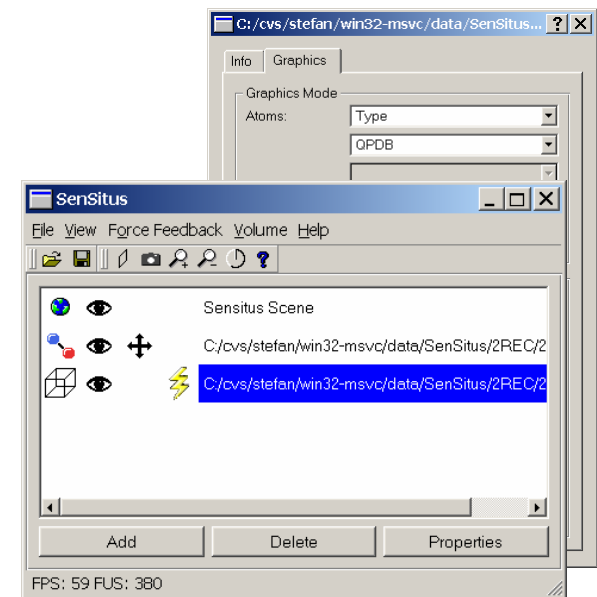 C:/cvs/stefan/win32-msvc/data/SenSitus...
Info Graphics
Graphics Mode
Atoms: Type
QPDB
SenSitus
File View Force Feedback Volume Help
Sensitus Scene
C:/cvs/stefan/win32-msvc/data/SenSitus/2REC/2
C:/cvs/stefan/win32-msvc/data/SenSitus/2REC/2
Add Delete Properties
FPS: 59 FUS: 380